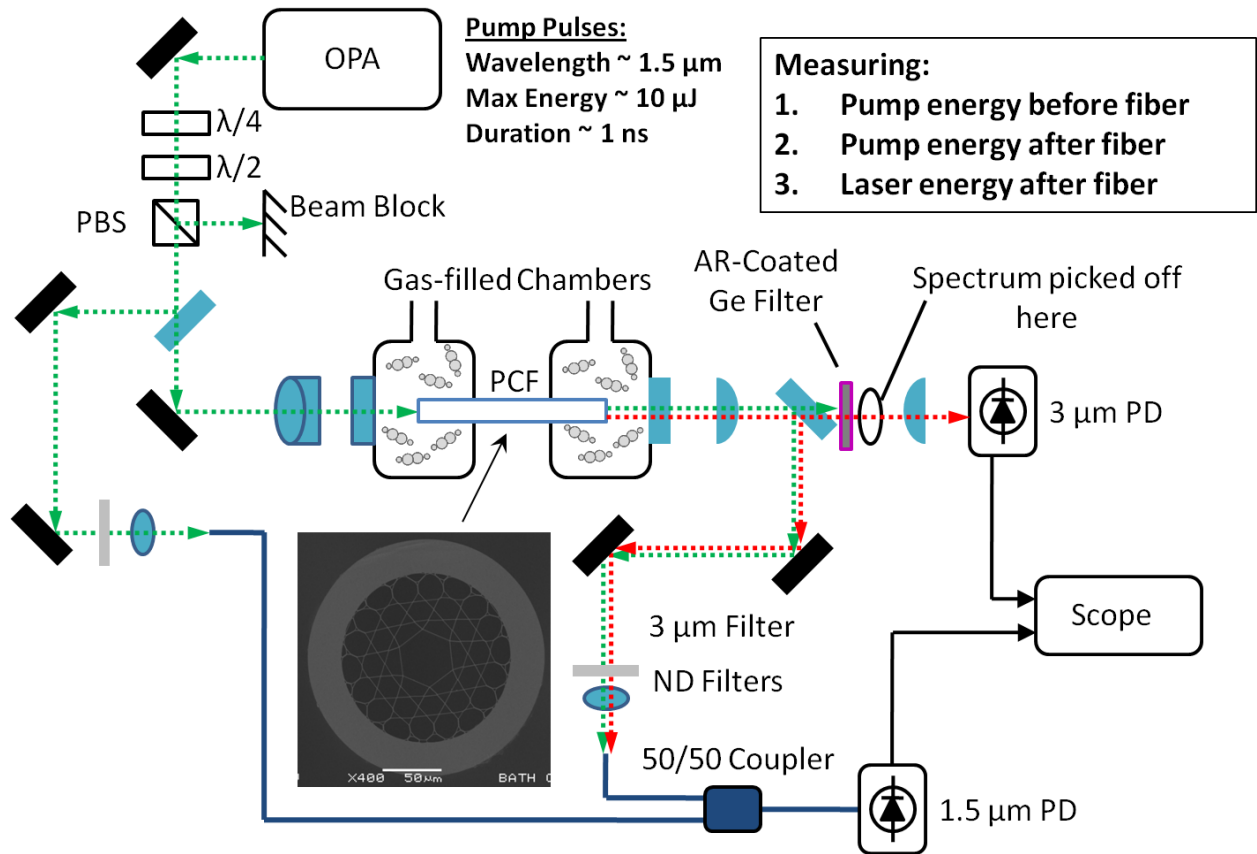 OPA
Pump Pulses:
Wavelength ~ 1.5 µm
Max Energy ~ 10 µJ
Duration ~ 1 ns
Measuring:
1. Pump energy before fiber
2. Pump energy after fiber
3. Laser energy after fiber
λ/4
λ/2
PBS
Beam Block
Gas-filled Chambers
AR-Coated
Ge Filter
Spectrum picked off
here
PCF
3 µm PD
3 µm Filter
ND Filters
Scope
50/50 Coupler
1.5 µm PD
X400 50µm BATH